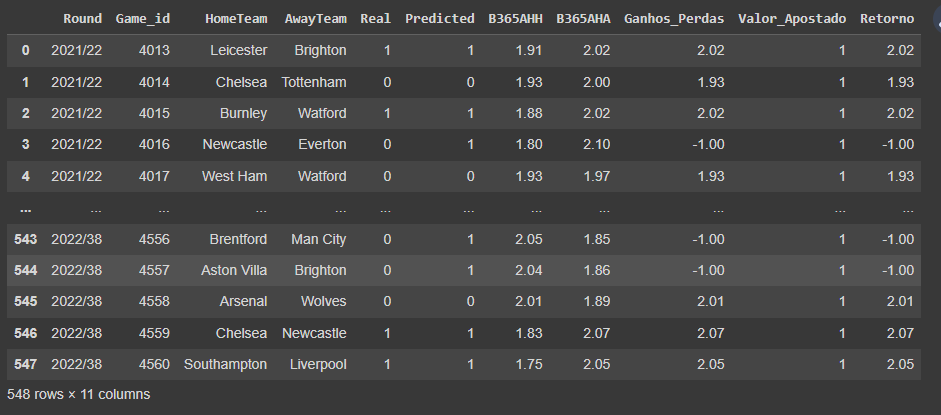 Round Game_id HomeTeam AwayTeam Real Predicted B365AHH B365AHA Ganhos_Perdas Valor_Apostado Retorno
0 2021/22 4013 Leicester Brighton 1 1 1.91 2.02 2.02 1 2.02
1 2021/22 4014 Chelsea Tottenham 0 0 1.93 2.00 1.93 1 1.93
2 2021/22 4015 Burnley Watford 1 1 1.88 2.02 2.02 1 2.02
3 2021/22 4016 Newcastle Everton 0 1 1.80 2.10 -1.00 1 -1.00
4 2021/22 4017 West Ham Watford 0 0 1.93 1.97 1.93 1 1.93
... ... ... ... ... ... ... ... ... ... ... ...
543 2022/38 4556 Brentford Man City 0 1 2.05 1.85 -1.00 1 -1.00
544 2022/38 4557 Aston Villa Brighton 0 1 2.04 1.86 -1.00 1 -1.00
545 2022/38 4558 Arsenal Wolves 0 0 2.01 1.89 2.01 1 2.01
546 2022/38 4559 Chelsea Newcastle 1 1 1.83 2.07 2.07 1 2.07
547 2022/38 4560 Southampton Liverpool 1 1 1.75 2.05 2.05 1 2.05
548 rows × 11 columns